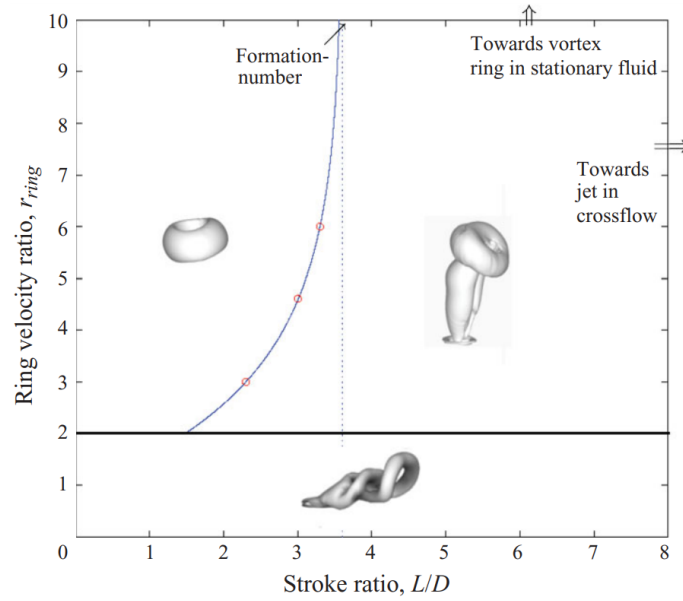 10
9
8
7
6
5
4
3
2
1
0
1
2
3
4
5
6
7
8
Ring velocity ratio, r_ring
Stroke ratio, L/D
Formation-
number
Towards vortex
ring in stationary fluid
Towards
jet in
crossflow